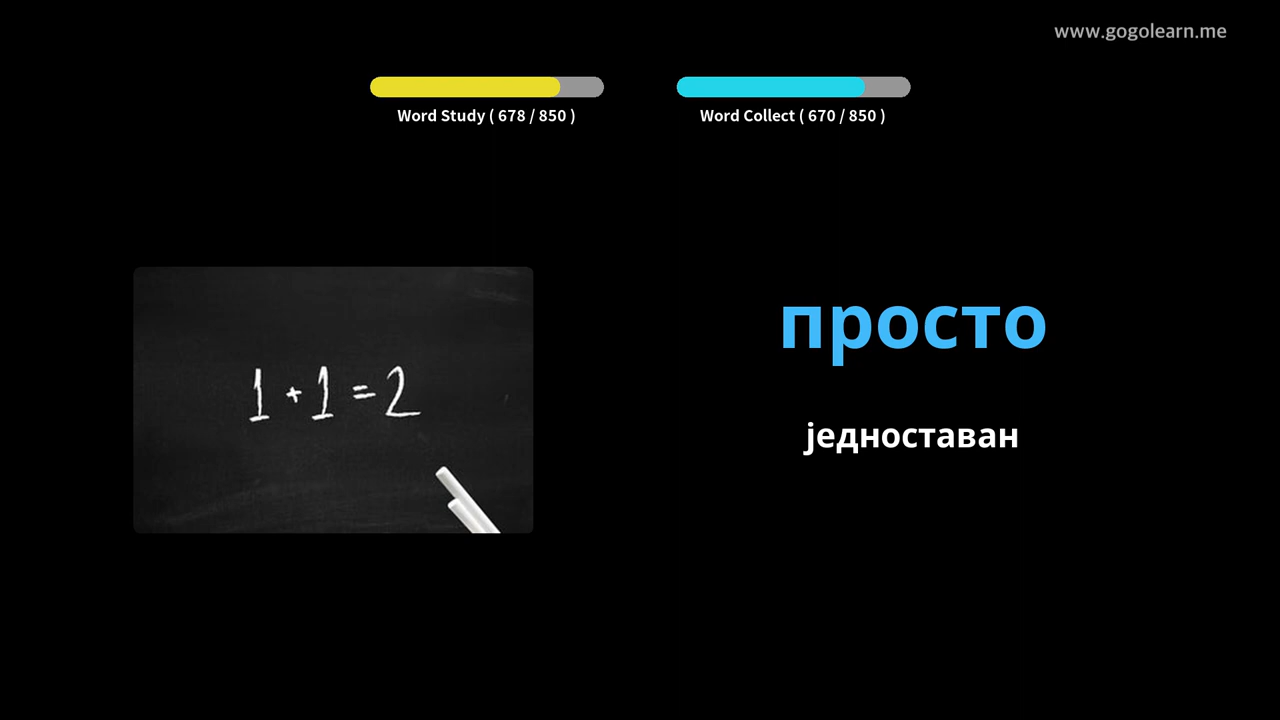 www.gogolearn.me
Word Study ( 678 / 850 )
Word Collect ( 670 / 850 )
1 + 1 = 2
просто
једноставан